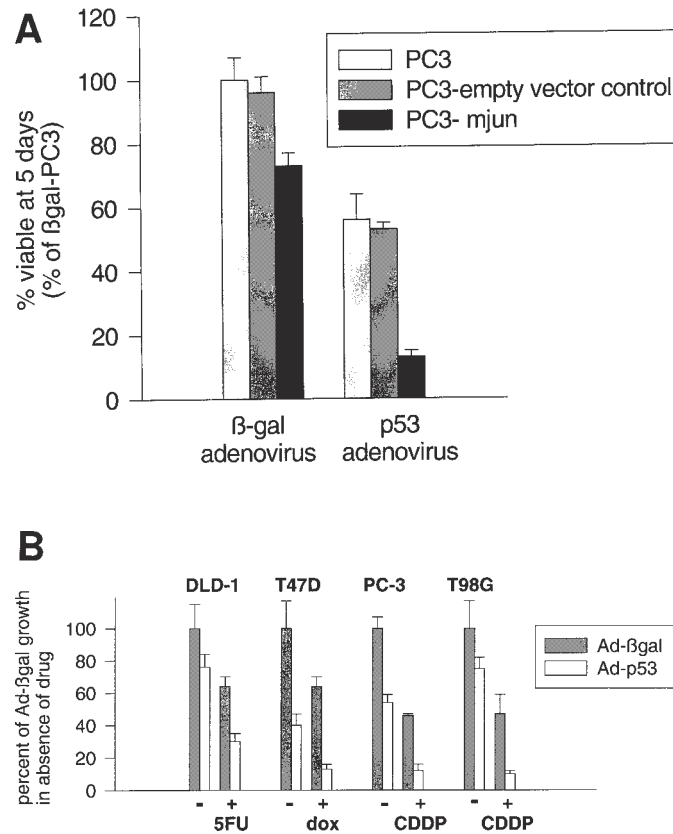 A
% viable at 5 days
(% of ßgal-PC3)
120
100
80
60
40
20
0
PC3
PC3-empty vector control
PC3- mjun
ß-gal
adenovirus
p53
adenovirus
B
percent of Ad-ßgal growth
in absence of drug
100
80
60
40
20
0
DLD-1 T47D PC-3 T98G
Ad-ßgal
Ad-p53
- + - + - + - +
5FU dox CDDP CDDP